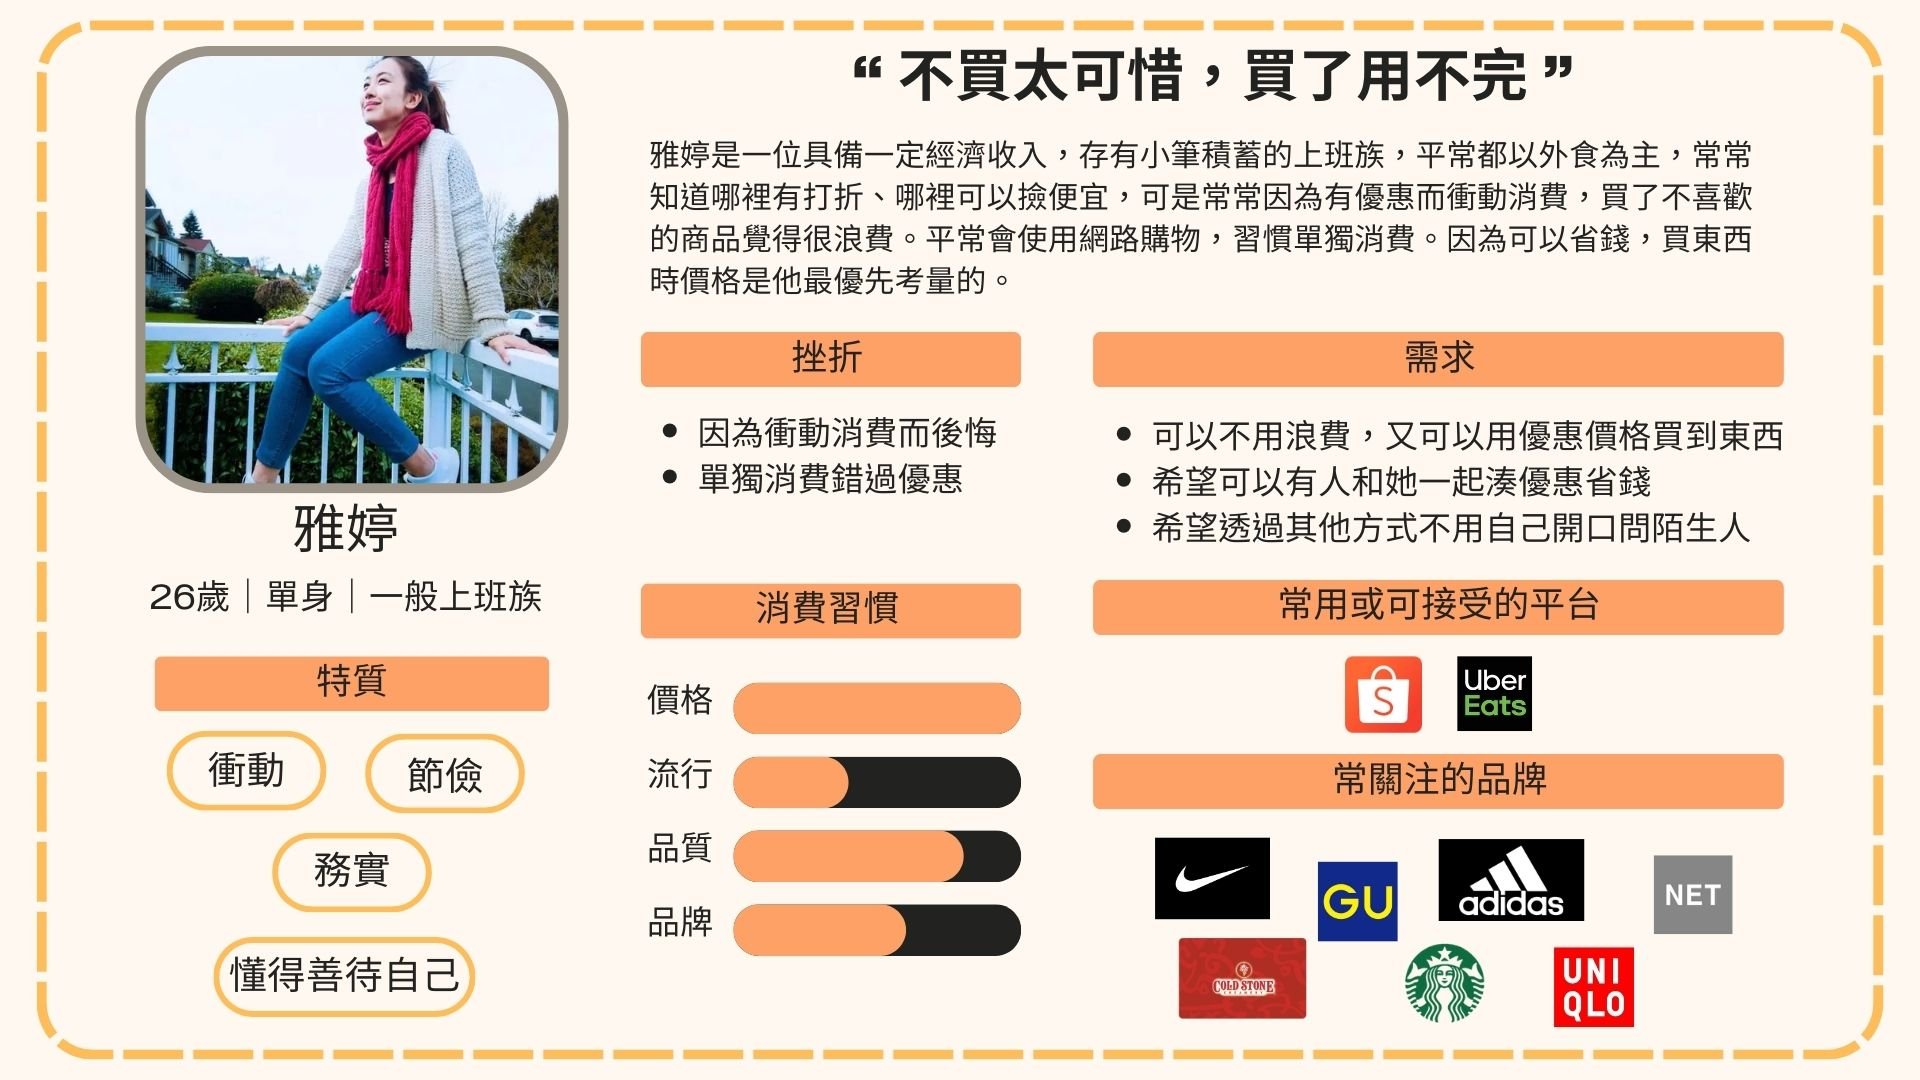 “ 不買太可惜，買了用不完 ”
雅婷是一位具備一定經濟收入，存有小筆積蓄的上班族，平常都以外食為主，常常
知道哪裡有打折、哪裡可以撿便宜，可是常常因為有優惠而衝動消費，買了不喜歡
的商品覺得很浪費。平常會使用網路購物，習慣單獨消費。因為可以省錢，買東西
時價格是他最優先考量的。
雅婷
26歲｜單身｜一般上班族
特質
衝動
節儉
務實
懂得善待自己
挫折
• 因為衝動消費而後悔
• 單獨消費錯過優惠
消費習慣
價格
流行
品質
品牌
需求
• 可以不用浪費，又可以用優惠價格買到東西
• 希望可以有人和她一起湊優惠省錢
• 希望透過其他方式不用自己開口問陌生人
常用或可接受的平台
S
Uber
Eats
常關注的品牌
GU
adidas
NET
COLD STONE
CREAMERY
UNI
QLO